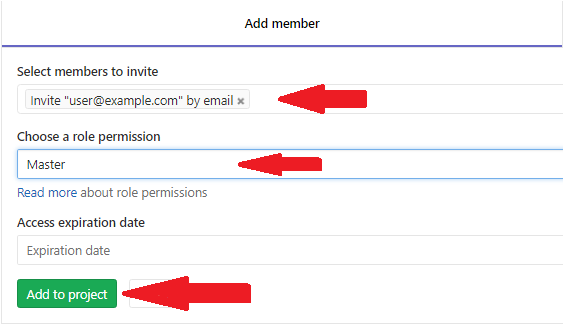 Add member
Select members to invite
Invite "user@example.com" by email ×
Choose a role permission
Master
Read more about role permissions
Access expiration date
Expiration date
Add to project